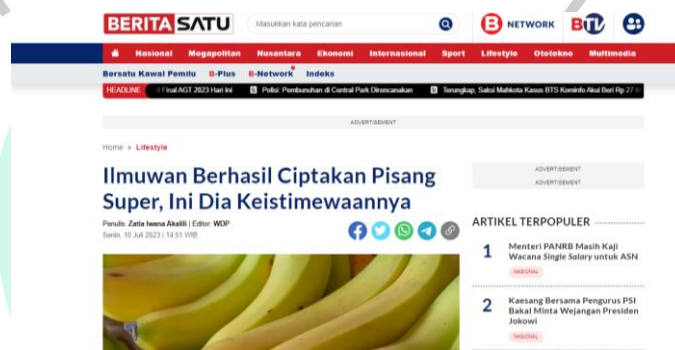 BERITA SATU
Masukkan kata pencarian
B NETWORK BTV
Nasional Megapolitan Nusantara Ekonomi Internasional Sport Lifestyle Ototekno Multimedia
Bersatu Kawal Pemilu B-Plus B-Network Indeks
HEADLINE Final AGT 2023 Hari Ini Polisi: Pembunuhan di Central Park Direncanakan Terungkap, Saksi Mahkota Kasus BTS Kominfo Akui Beri Rp 27
ADVERTISEMENT
Home > Lifestyle
Ilmuwan Berhasil Ciptakan Pisang
Super, Ini Dia Keistimewaannya
Penulis: Zatia Iwana Akalili | Editor: WDP
Senin, 10 Juli 2023 | 14:51 WIB
ADVERTISEMENT
ADVERTISEMENT
ARTIKEL TERPOPULER
1 Menteri PANRB Masih Kaji
Wacana Single Salary untuk ASN
NASIONAL
2 Kaesang Bersama Pengurus PSI
Bakal Minta Wejangan Presiden
Jokowi
NASIONAL